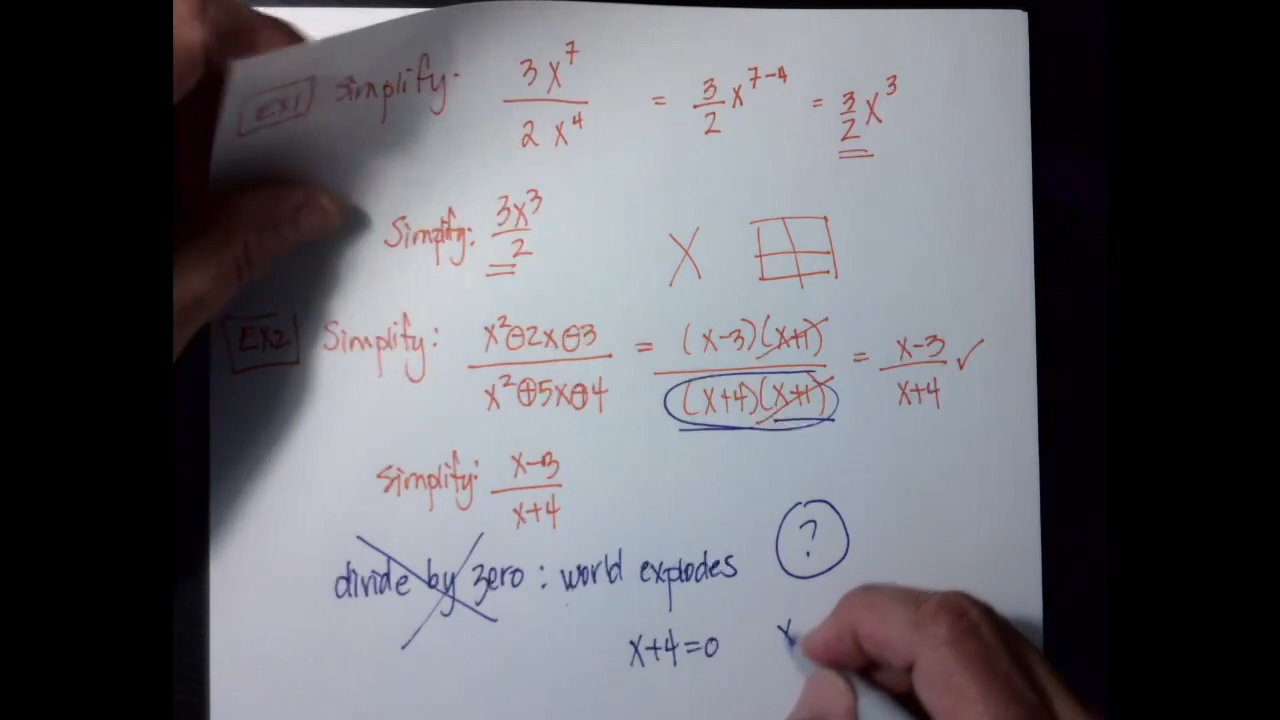 EX1 Simplify: 3x^7 / 2x^4 = 3/2 x^(7-4) = 3/2 x^3
Simplify: 3x^3 / 2
EX2 Simplify: x²⊖2x⊖3 / x²⊕5x⊕4 = (x-3)(x+1) / (x+4)(x+1) = x-3 / x+4 ✓
Simplify: x-3 / x+4
?
divide by zero : world explodes
x+4=0 x